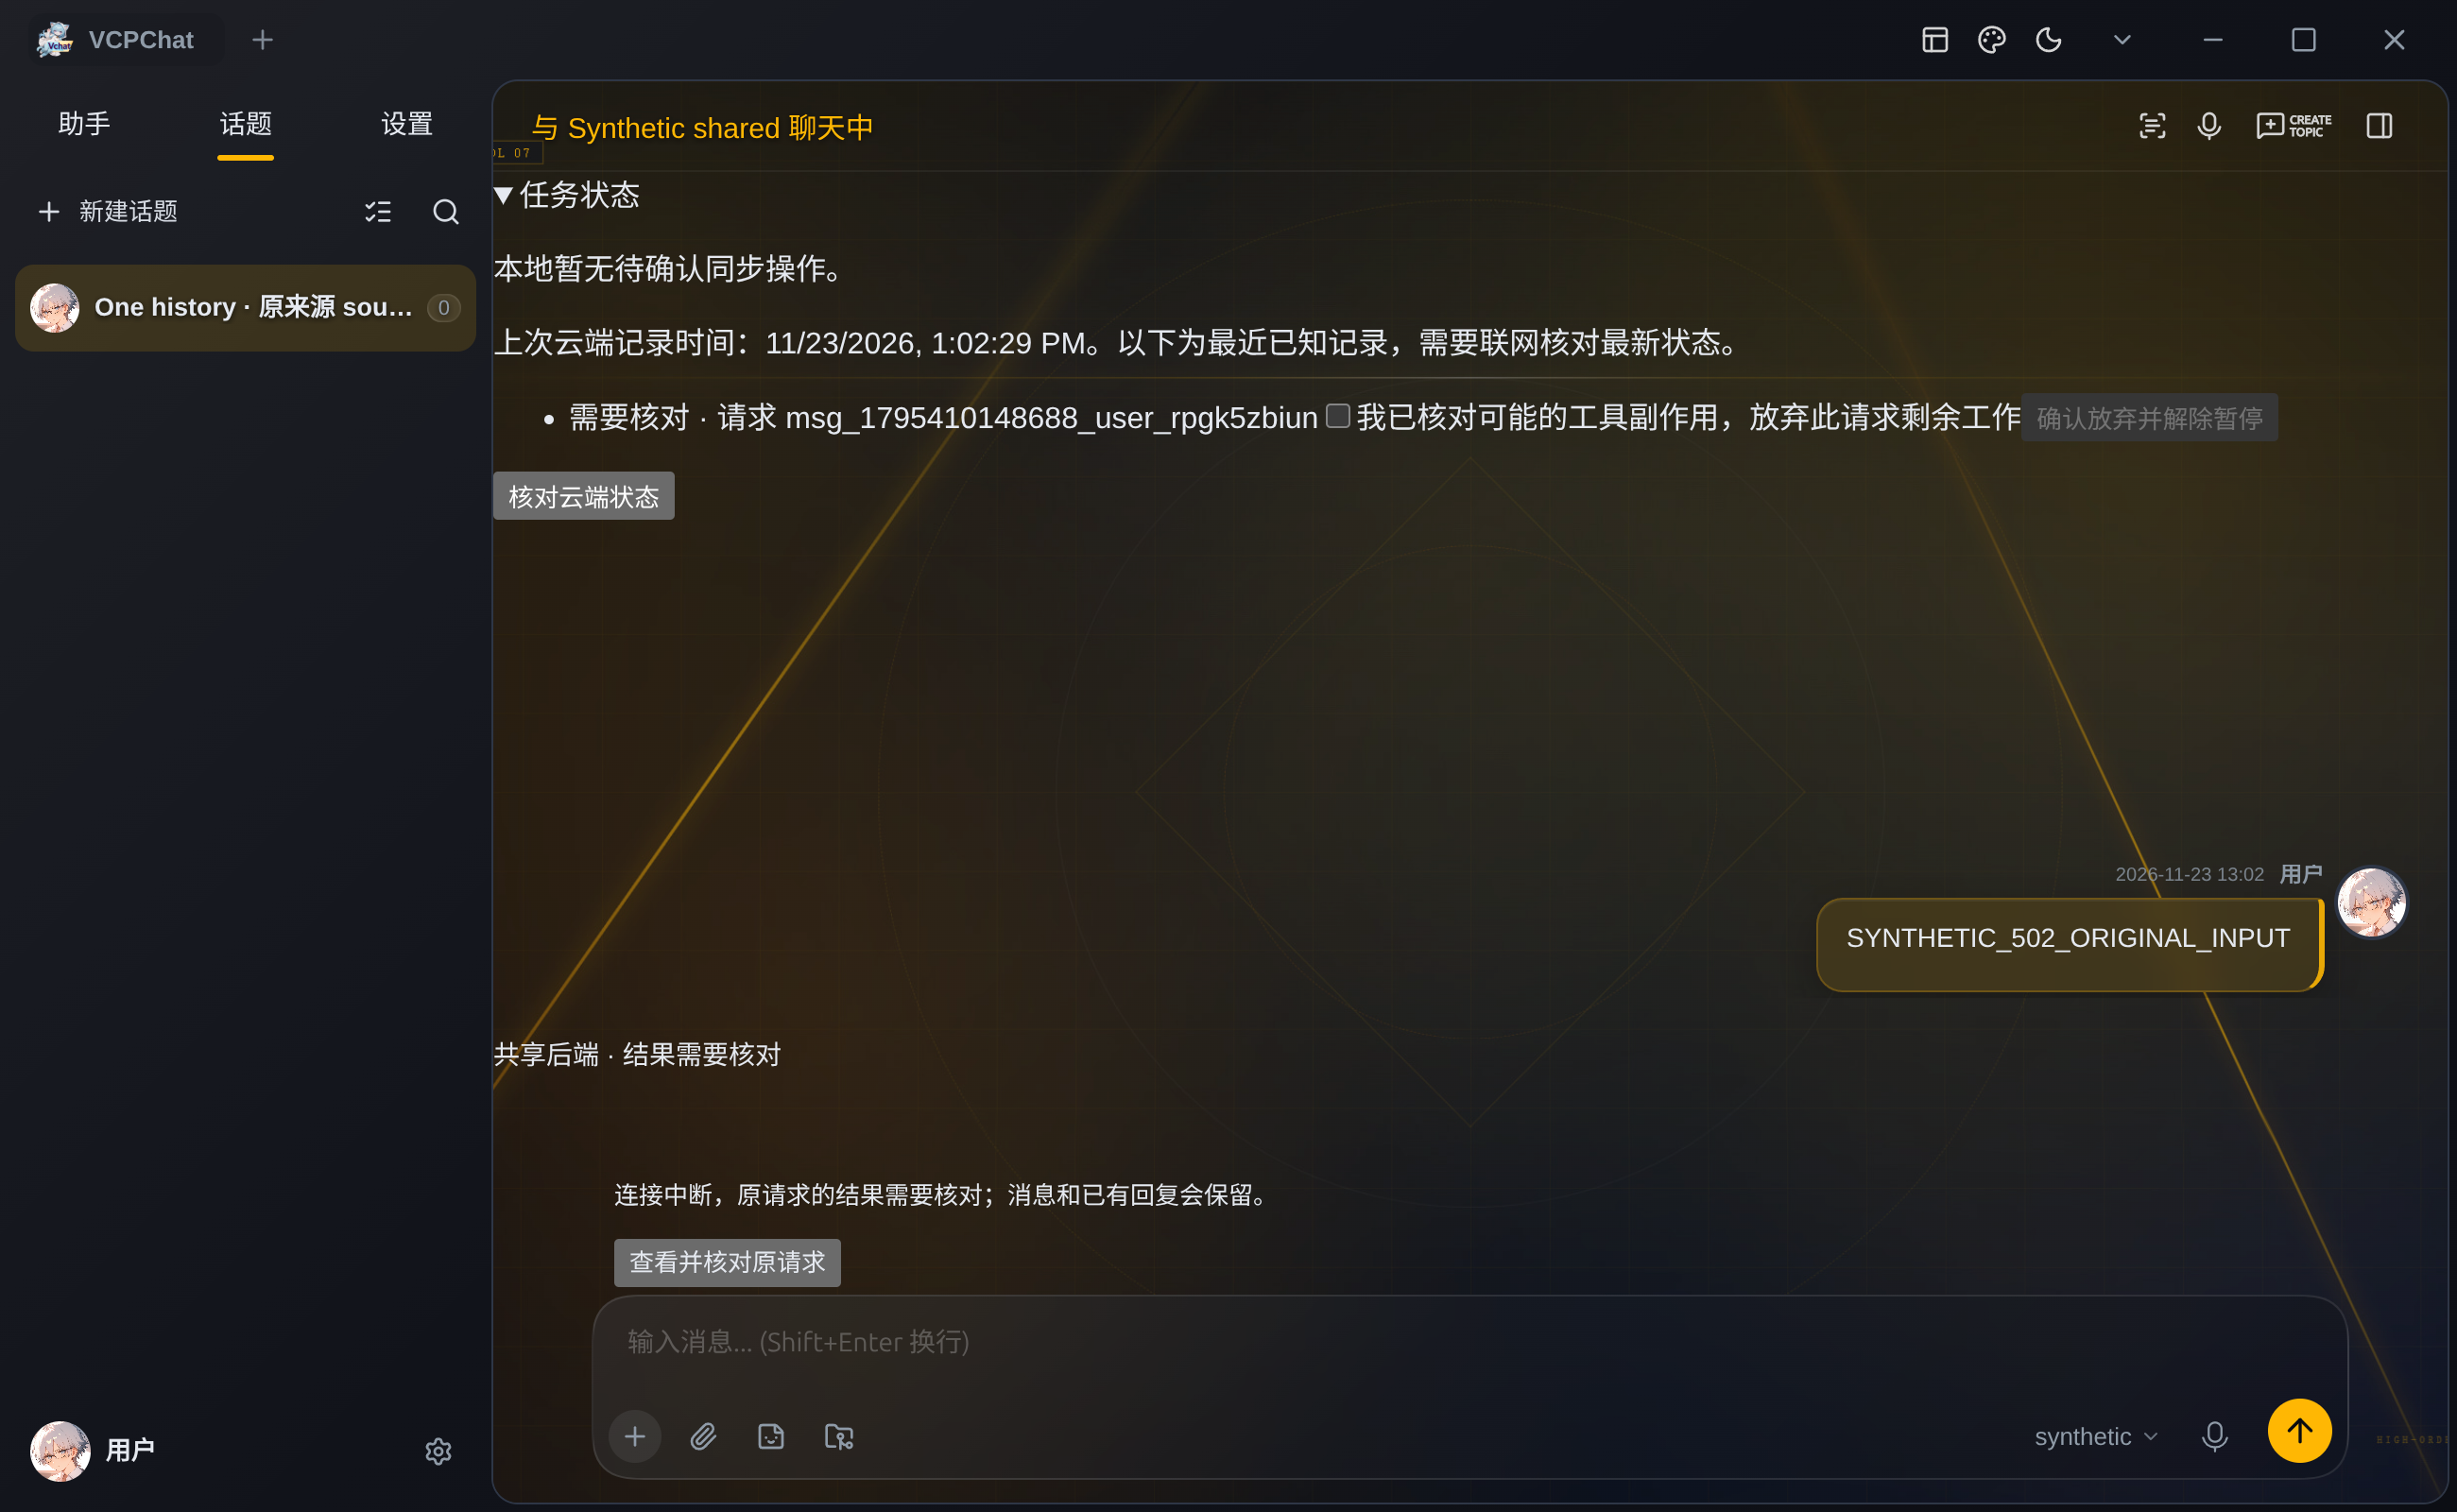 VCPChat
助手 话题 设置
新建话题
One history · 原来源 sou... 0
用户
与 Synthetic shared 聊天中
CREATE
TOPIC
OL 07
▼任务状态
本地暂无待确认同步操作。
上次云端记录时间：11/23/2026, 1:02:29 PM。以下为最近已知记录，需要联网核对最新状态。
• 需要核对 · 请求 msg_1795410148688_user_rpgk5zbiun 我已核对可能的工具副作用，放弃此请求剩余工作 确认放弃并解除暂停
核对云端状态
2026-11-23 13:02 用户
SYNTHETIC_502_ORIGINAL_INPUT
共享后端 · 结果需要核对
连接中断，原请求的结果需要核对；消息和已有回复会保留。
查看并核对原请求
输入消息... (Shift+Enter 换行)
synthetic
HIGH-ORD